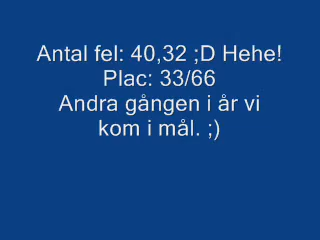 Antal fel: 40,32 ;D Hehe!
Plac: 33/66
Andra gången i år vi
kom i mål. ;)